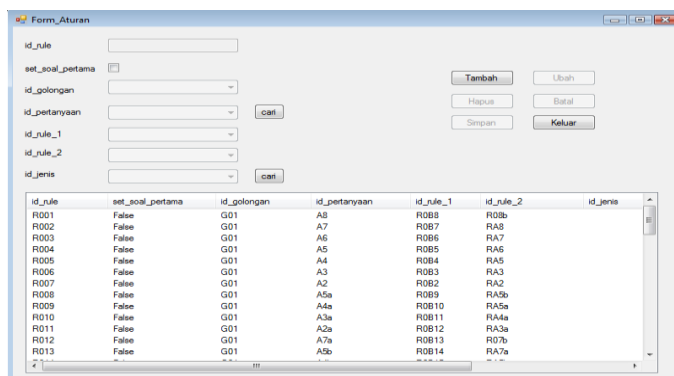 Form_Aturan
id_rule
set_soal_pertama
id_golongan
id_pertanyaan cari
id_rule_1
id_rule_2
id_jenis cari
Tambah Ubah
Hapus Batal
Simpan Keluar
id_rule set_soal_pertama id_golongan id_pertanyaan id_rule_1 id_rule_2 id_jenis
R001 False G01 A8 R0B8 R08b
R002 False G01 A7 R0B7 RA8
R003 False G01 A6 R0B6 RA7
R004 False G01 A5 R0B5 RA6
R005 False G01 A4 R0B4 RA5
R006 False G01 A3 R0B3 RA3
R007 False G01 A2 R0B2 RA2
R008 False G01 A5a R0B9 RA5b
R009 False G01 A4a R0B10 RA5a
R010 False G01 A3a R0B11 RA4a
R011 False G01 A2a R0B12 RA3a
R012 False G01 A7a R0B13 R07b
R013 False G01 A5b R0B14 RA7a